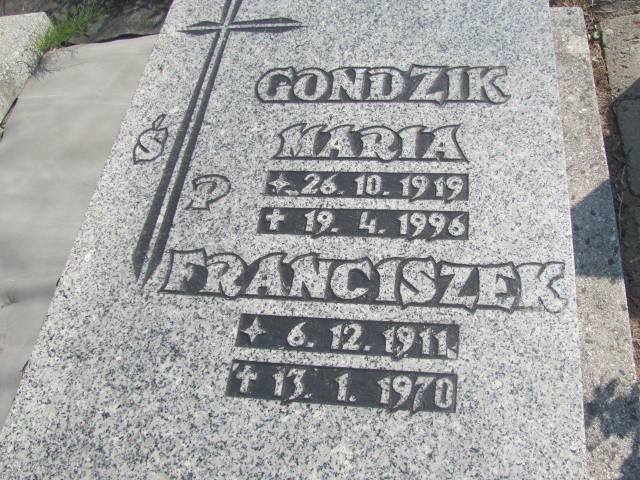 GONDZIK
Ś P
MARIA
26. 10. 1919
✝ 19. 4. 1996
FRANCISZEK
6. 12. 1911.
✝ 13. 1. 1970